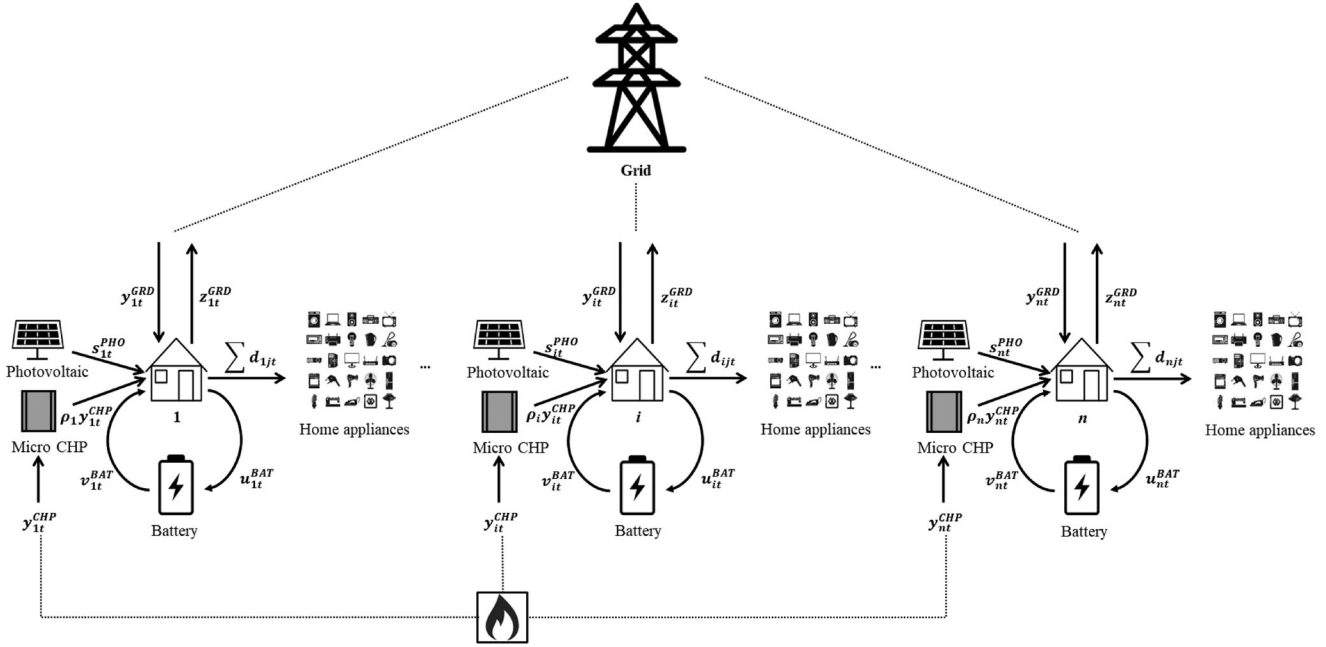 Grid
y_{1t}^{GRD}
z_{1t}^{GRD}
s_{1t}^{PHO}
∑ d_{1jt}
Photovoltaic
ρ_1 y_{1t}^{CHP}
1
Micro CHP
Home appliances
v_{1t}^{BAT}
u_{1t}^{BAT}
y_{1t}^{CHP}
Battery
...
y_{it}^{GRD}
z_{it}^{GRD}
s_{it}^{PHO}
∑ d_{ijt}
Photovoltaic
ρ_i y_{it}^{CHP}
i
Micro CHP
Home appliances
v_{it}^{BAT}
u_{it}^{BAT}
y_{it}^{CHP}
Battery
...
y_{nt}^{GRD}
z_{nt}^{GRD}
s_{nt}^{PHO}
∑ d_{njt}
Photovoltaic
ρ_n y_{nt}^{CHP}
n
Micro CHP
Home appliances
v_{nt}^{BAT}
u_{nt}^{BAT}
y_{nt}^{CHP}
Battery